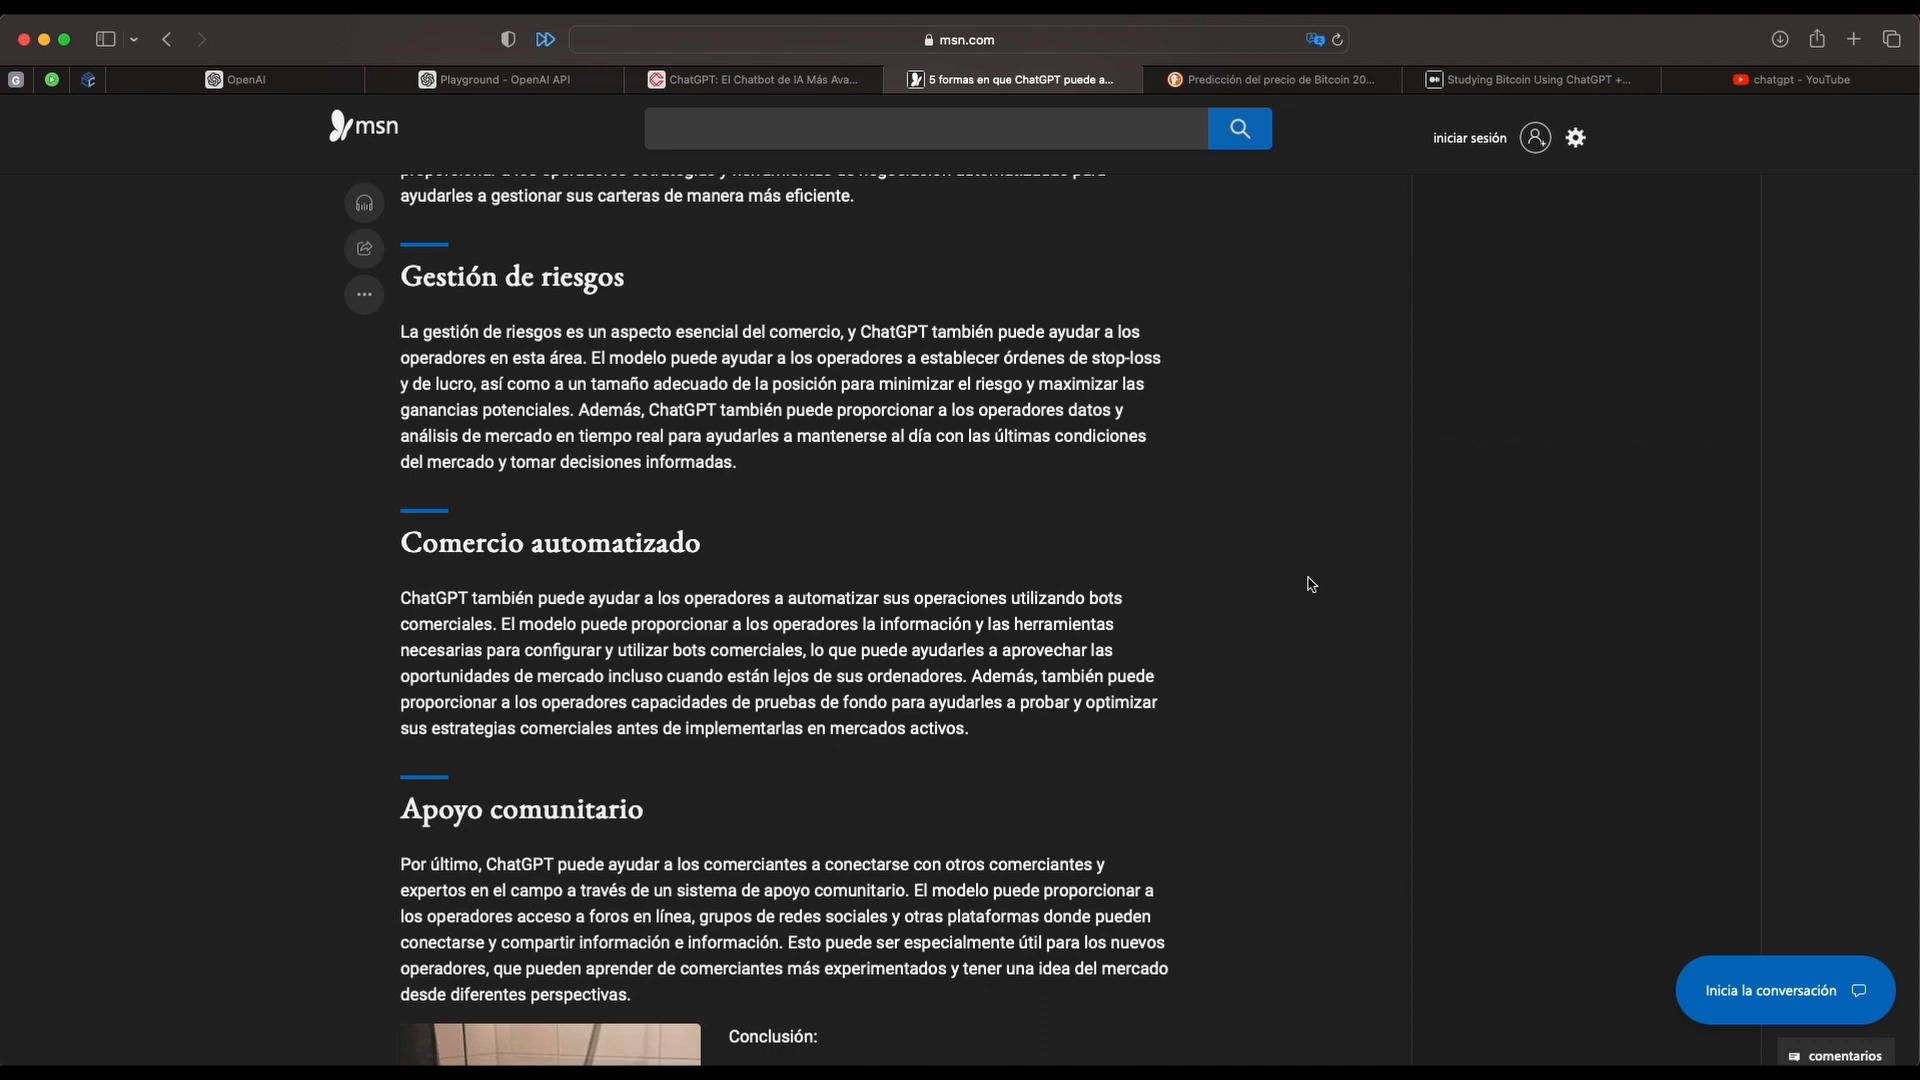 msn.com
G
OpenAI
Playground - OpenAI API
ChatGPT: El Chatbot de IA Más Ava...
5 formas en que ChatGPT puede a...
Predicción del precio de Bitcoin 20...
Studying Bitcoin Using ChatGPT +...
chatgpt - YouTube
msn
iniciar sesión
ayudarles a gestionar sus carteras de manera más eficiente.
Gestión de riesgos
La gestión de riesgos es un aspecto esencial del comercio, y ChatGPT también puede ayudar a los
operadores en esta área. El modelo puede ayudar a los operadores a establecer órdenes de stop-loss
y de lucro, así como a un tamaño adecuado de la posición para minimizar el riesgo y maximizar las
ganancias potenciales. Además, ChatGPT también puede proporcionar a los operadores datos y
análisis de mercado en tiempo real para ayudarles a mantenerse al día con las últimas condiciones
del mercado y tomar decisiones informadas.
Comercio automatizado
ChatGPT también puede ayudar a los operadores a automatizar sus operaciones utilizando bots
comerciales. El modelo puede proporcionar a los operadores la información y las herramientas
necesarias para configurar y utilizar bots comerciales, lo que puede ayudarles a aprovechar las
oportunidades de mercado incluso cuando están lejos de sus ordenadores. Además, también puede
proporcionar a los operadores capacidades de pruebas de fondo para ayudarles a probar y optimizar
sus estrategias comerciales antes de implementarlas en mercados activos.
Apoyo comunitario
Por último, ChatGPT puede ayudar a los comerciantes a conectarse con otros comerciantes y
expertos en el campo a través de un sistema de apoyo comunitario. El modelo puede proporcionar a
los operadores acceso a foros en línea, grupos de redes sociales y otras plataformas donde pueden
conectarse y compartir información e información. Esto puede ser especialmente útil para los nuevos
operadores, que pueden aprender de comerciantes más experimentados y tener una idea del mercado
desde diferentes perspectivas.
Conclusión:
Inicia la conversación
comentarios